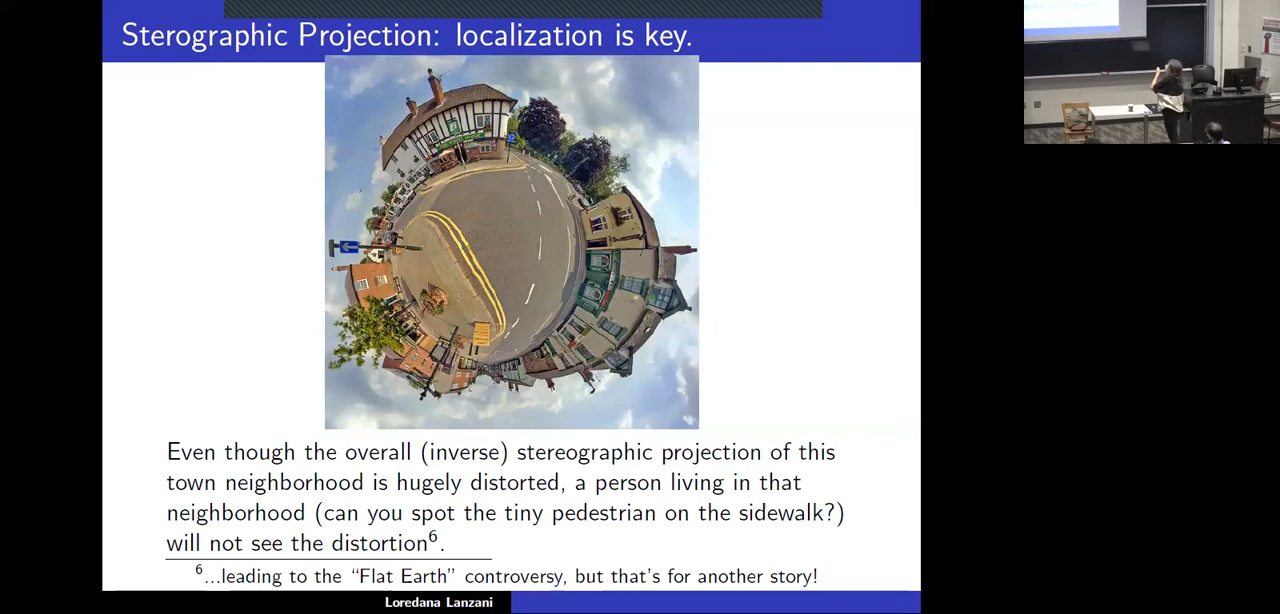 Sterographic Projection: localization is key.
Even though the overall (inverse) stereographic projection of this
town neighborhood is hugely distorted, a person living in that
neighborhood (can you spot the tiny pedestrian on the sidewalk?)
will not see the distortion⁶.
⁶...leading to the “Flat Earth” controversy, but that's for another story!
Loredana Lanzani